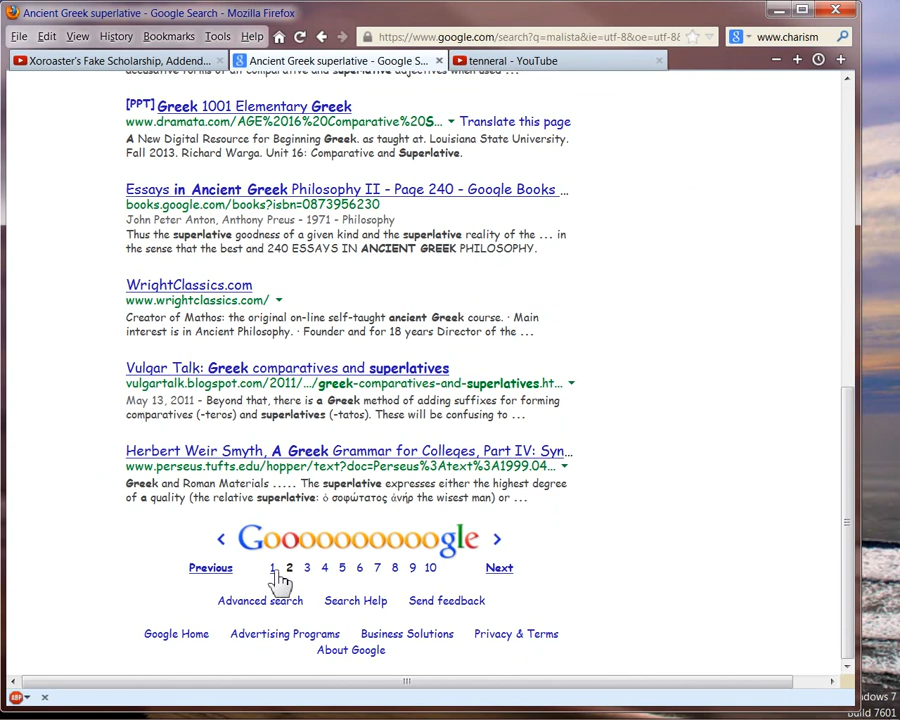 Ancient Greek superlative - Google Search - Mozilla Firefox
File Edit View History Bookmarks Tools Help
https://www.google.com/search?q=malista&ie=utf-8&oe=utf-8&
www.charism
Xoroaster's Fake Scholarship, Addend...
Ancient Greek superlative - Google S...
tenneral - YouTube
superlative adjectives when used ...
[PPT] Greek 1001 Elementary Greek
www.dramata.com/AGE%2016%20Comparative%20S... Translate this page
A New Digital Resource for Beginning Greek. as taught at. Louisiana State University.
Fall 2013. Richard Warga. Unit 16: Comparative and Superlative.
Essays in Ancient Greek Philosophy II - Page 240 - Google Books ...
books.google.com/books?isbn=0873956230
John Peter Anton, Anthony Preus - 1971 - Philosophy
Thus the superlative goodness of a given kind and the superlative reality of the ... in
the sense that the best and 240 ESSAYS IN ANCIENT GREEK PHILOSOPHY.
WrightClassics.com
www.wrightclassics.com/
Creator of Mathos: the original on-line self-taught ancient Greek course. · Main
interest is in Ancient Philosophy. · Founder and for 18 years Director of the ...
Vulgar Talk: Greek comparatives and superlatives
vulgartalk.blogspot.com/2011/.../greek-comparatives-and-superlatives.ht...
May 13, 2011 - Beyond that, there is a Greek method of adding suffixes for forming
comparatives (-teros) and superlatives (-tatos). These will be confusing to ...
Herbert Weir Smyth, A Greek Grammar for Colleges, Part IV: Syn...
www.perseus.tufts.edu/hopper/text?doc=Perseus%3Atext%3A1999.04...
Greek and Roman Materials ..... The superlative expresses either the highest degree
of a quality (the relative superlative: ὁ σοφώτατος ἀνήρ the wisest man) or ...
< Goooooooooogle >
Previous 1 2 3 4 5 6 7 8 9 10 Next
Advanced search Search Help Send feedback
Google Home Advertising Programs Business Solutions Privacy & Terms
About Google
ABP
ndows 7
build 7601